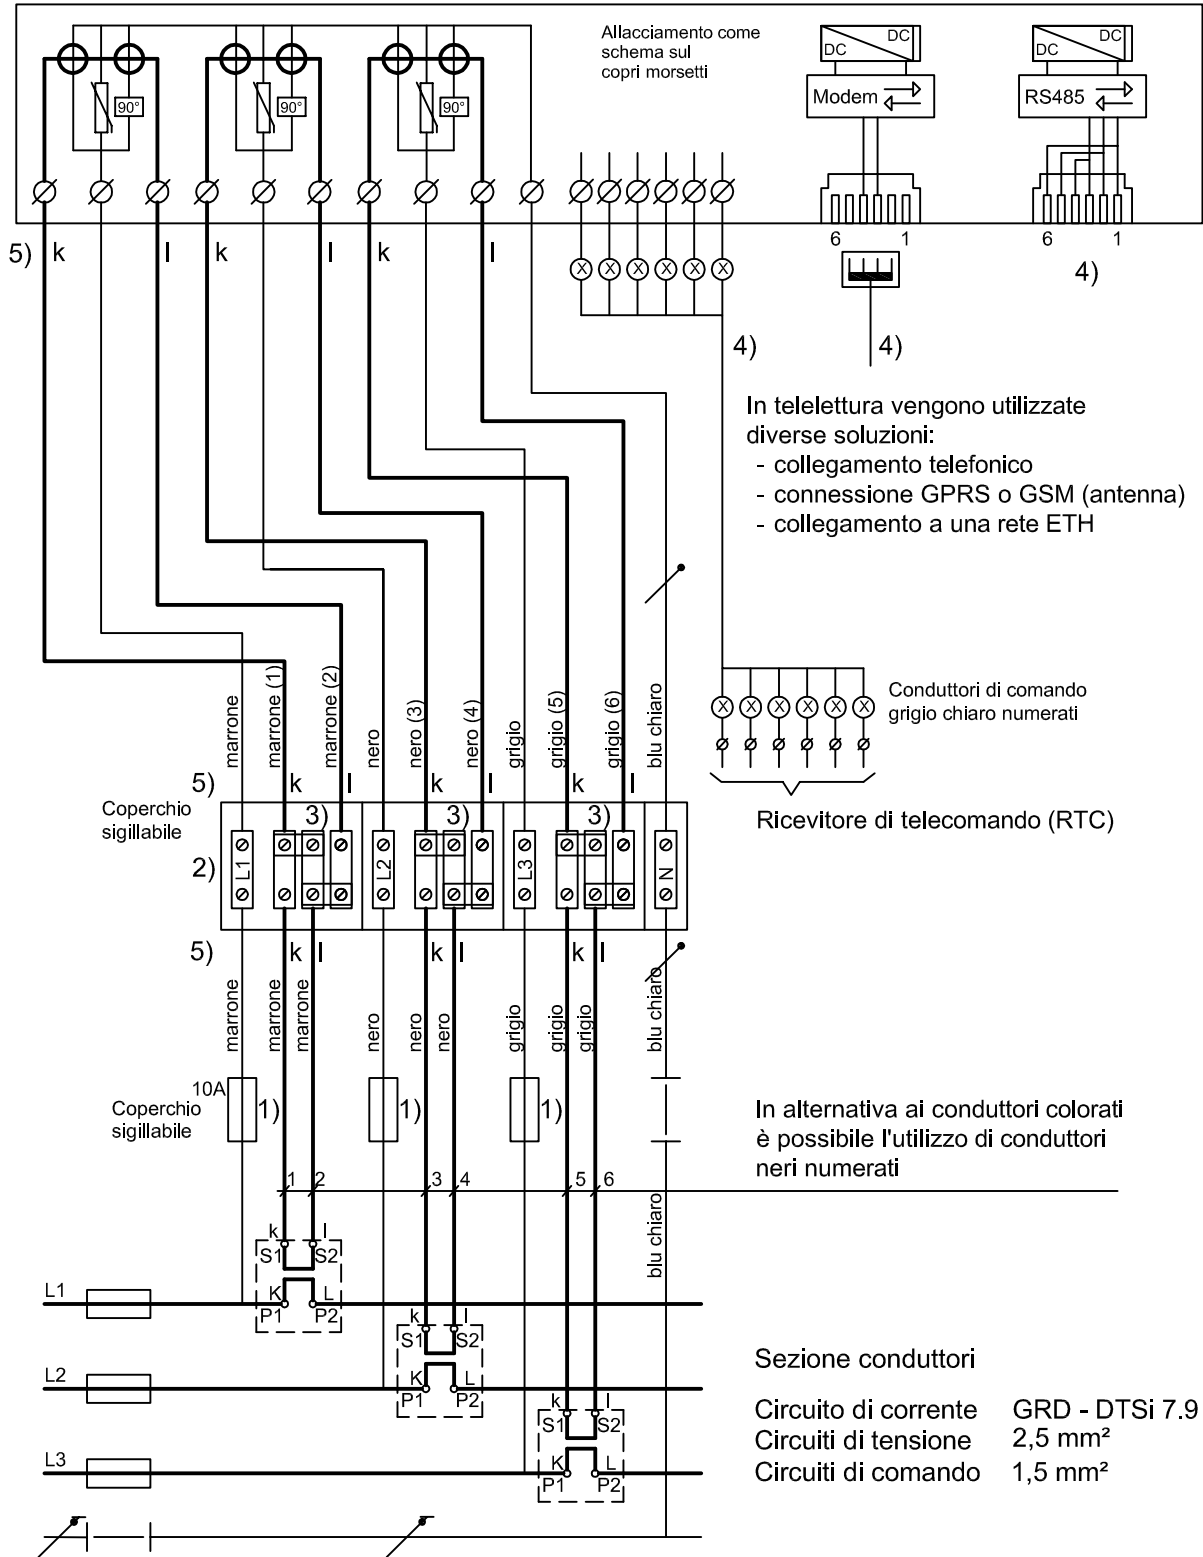 Allacciamento come
schema sul
copri morsetti
DC DC
DC DC
Modem
RS485
90° 90° 90°
6 1 6 1
5) k l k l k l
4)
X X X X X X
4) 4)
In telelettura vengono utilizzate
diverse soluzioni:
- collegamento telefonico
- connessione GPRS o GSM (antenna)
- collegamento a una rete ETH
marrone
marrone (1)
marrone (2)
nero
nero (3)
nero (4)
grigio
grigio (5)
grigio (6)
blu chiaro
X X X X X X
Conduttori di comando
grigio chiaro numerati
Ricevitore di telecomando (RTC)
5) k l k l k l
Coperchio
sigillabile
3) 3) 3)
2) L1 L2 L3 N
5) k l k l k l
marrone
marrone
marrone
nero
nero
nero
grigio
grigio
grigio
blu chiaro
10A
Coperchio
sigillabile
1) 1) 1)
In alternativa ai conduttori colorati
è possibile l'utilizzo di conduttori
neri numerati
1 2 3 4 5 6
blu chiaro
k l
S1 S2
L1 K L
P1 P2
k l
S1 S2
L2 K L
P1 P2
k l
S1 S2
L3 K L
P1 P2
Sezione conduttori
Circuito di corrente GRD - DTSi 7.9
Circuiti di tensione 2,5 mm²
Circuiti di comando 1,5 mm²